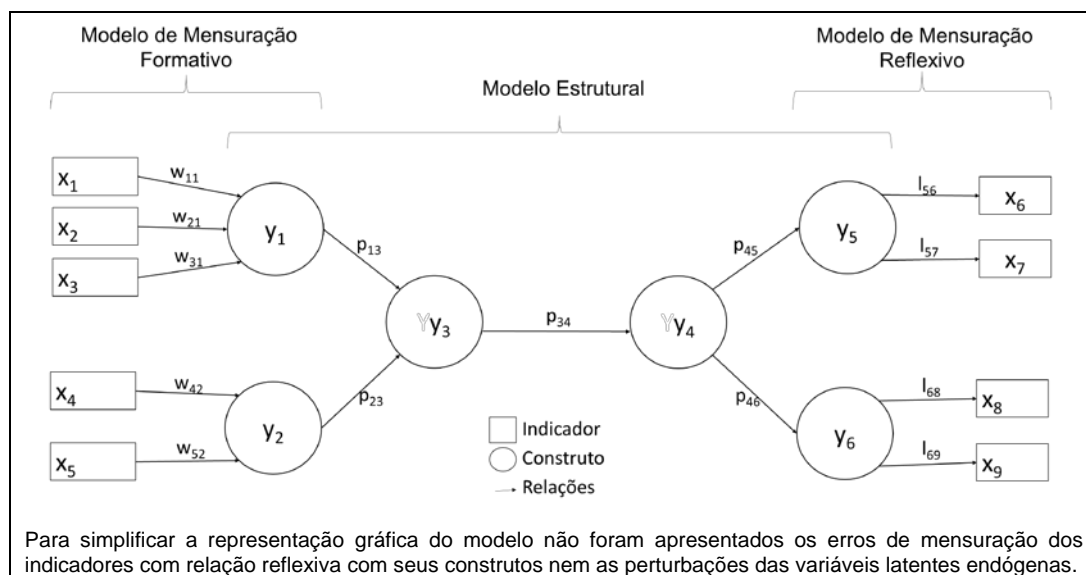 Modelo de Mensuração
Formativo
Modelo de Mensuração
Reflexivo
Modelo Estrutural
x1
w11
x2
w21
x3
w31
y1
p13
x4
w42
x5
w52
y2
p23
Yy3
p34
Yy4
p45
p46
y5
l56
x6
l57
x7
y6
l68
x8
l69
x9
Indicador
Construto
Relações
Para simplificar a representação gráfica do modelo não foram apresentados os erros de mensuração dos
indicadores com relação reflexiva com seus construtos nem as perturbações das variáveis latentes endógenas.